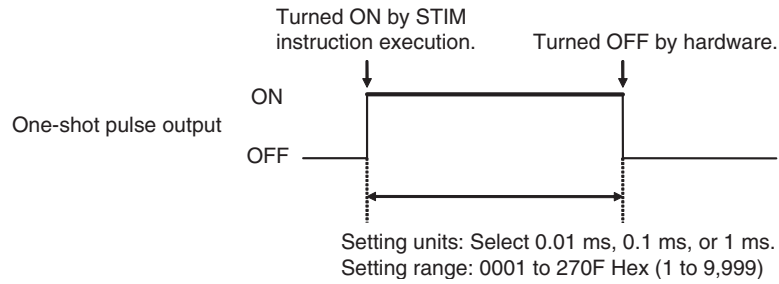 Turned ON by STIM
instruction execution.
Turned OFF by hardware.
ON
One-shot pulse output
OFF
Setting units: Select 0.01 ms, 0.1 ms, or 1 ms.
Setting range: 0001 to 270F Hex (1 to 9,999)